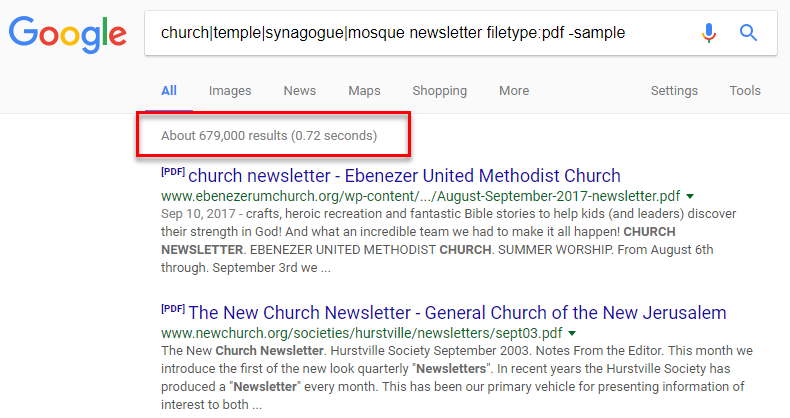 Google
church|temple|synagogue|mosque newsletter filetype:pdf -sample
All Images News Maps Shopping More Settings Tools
About 679,000 results (0.72 seconds)
[PDF] church newsletter - Ebenezer United Methodist Church
www.ebenezerumchurch.org/wp-content/.../August-September-2017-newsletter.pdf
Sep 10, 2017 - crafts, heroic recreation and fantastic Bible stories to help kids (and leaders) discover
their strength in God! And what an incredible team we had to make it all happen! CHURCH
NEWSLETTER. EBENEZER UNITED METHODIST CHURCH. SUMMER WORSHIP. From August 6th
through. September 3rd we ...
[PDF] The New Church Newsletter - General Church of the New Jerusalem
www.newchurch.org/societies/hurstville/newsletters/sept03.pdf
The New Church Newsletter. Hurstville Society September 2003. Notes From the Editor. This month we
introduce the first of the new look quarterly "Newsletters". In recent years the Hurstville Society has
produced a "Newsletter" every month. This has been our primary vehicle for presenting information of
interest to both ...